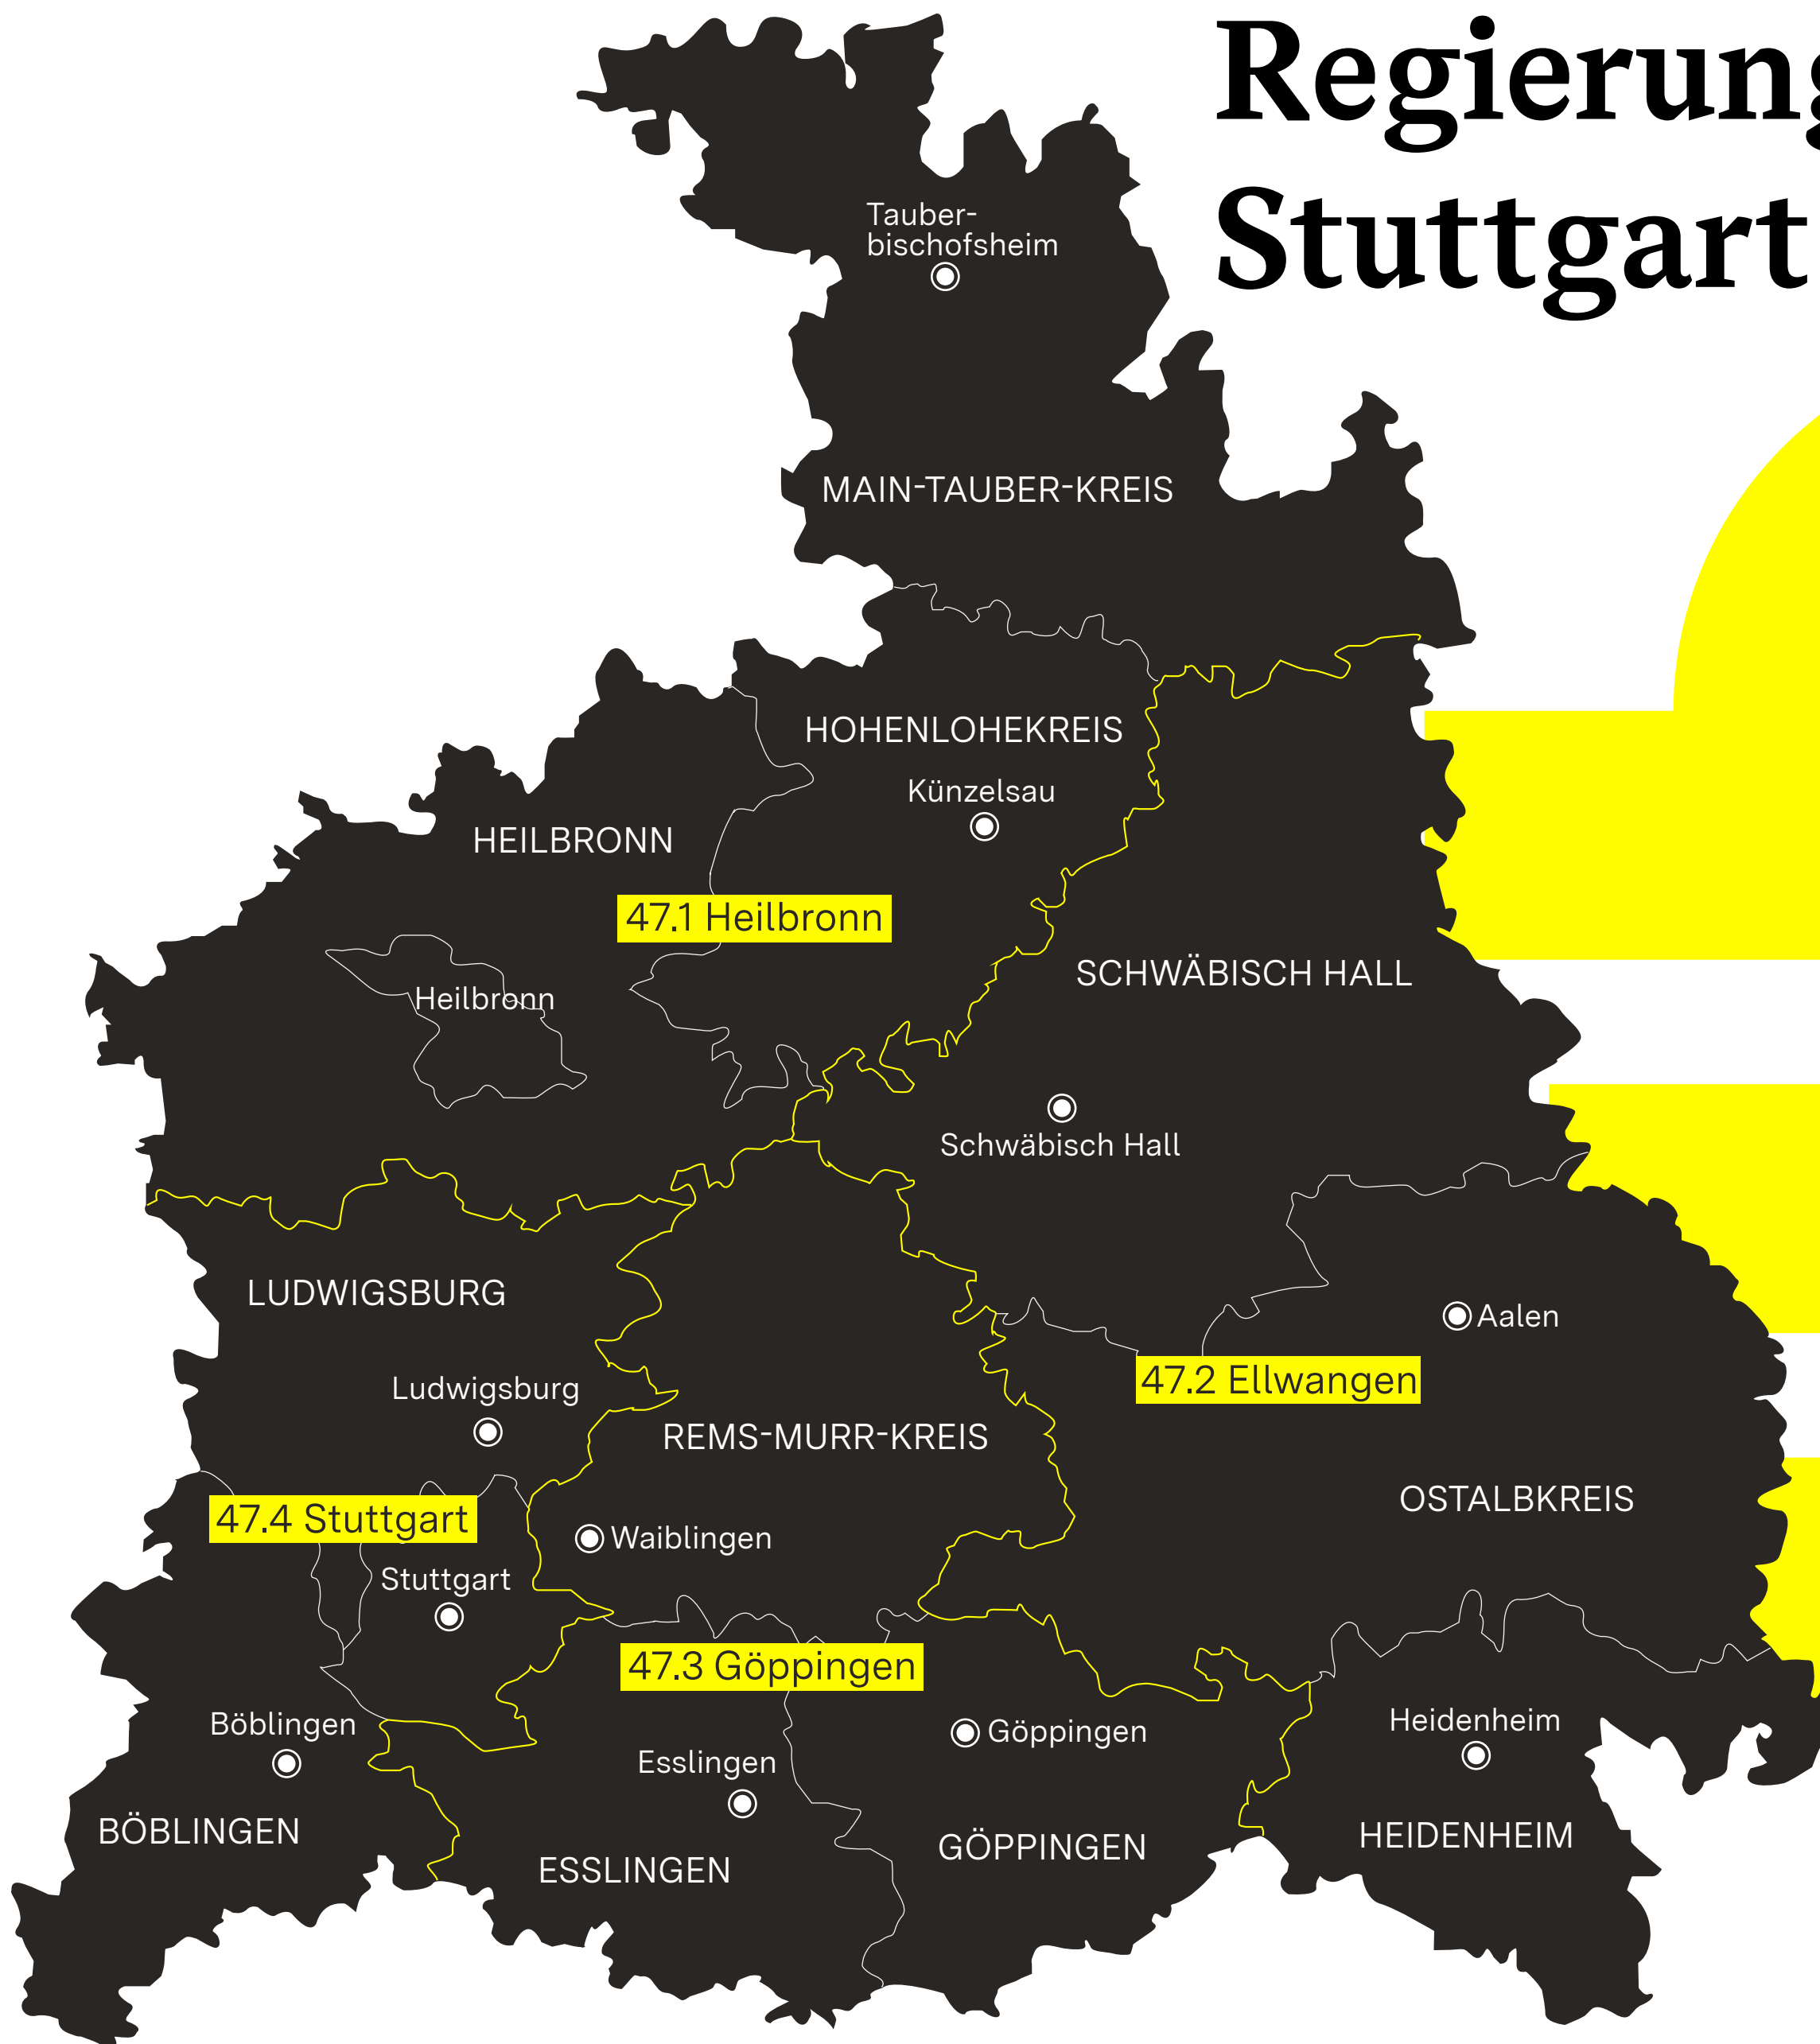 Regierung
Stuttgart
Tauber-
bischofsheim
MAIN-TAUBER-KREIS
HOHENLOHEKREIS
Künzelsau
HEILBRONN
47.1 Heilbronn
SCHWÄBISCH HALL
Heilbronn
Schwäbisch Hall
LUDWIGSBURG
Aalen
47.2 Ellwangen
Ludwigsburg
REMS-MURR-KREIS
OSTALBKREIS
47.4 Stuttgart
Waiblingen
Stuttgart
47.3 Göppingen
Böblingen
Heidenheim
Göppingen
Esslingen
BÖBLINGEN
HEIDENHEIM
GÖPPINGEN
ESSLINGEN